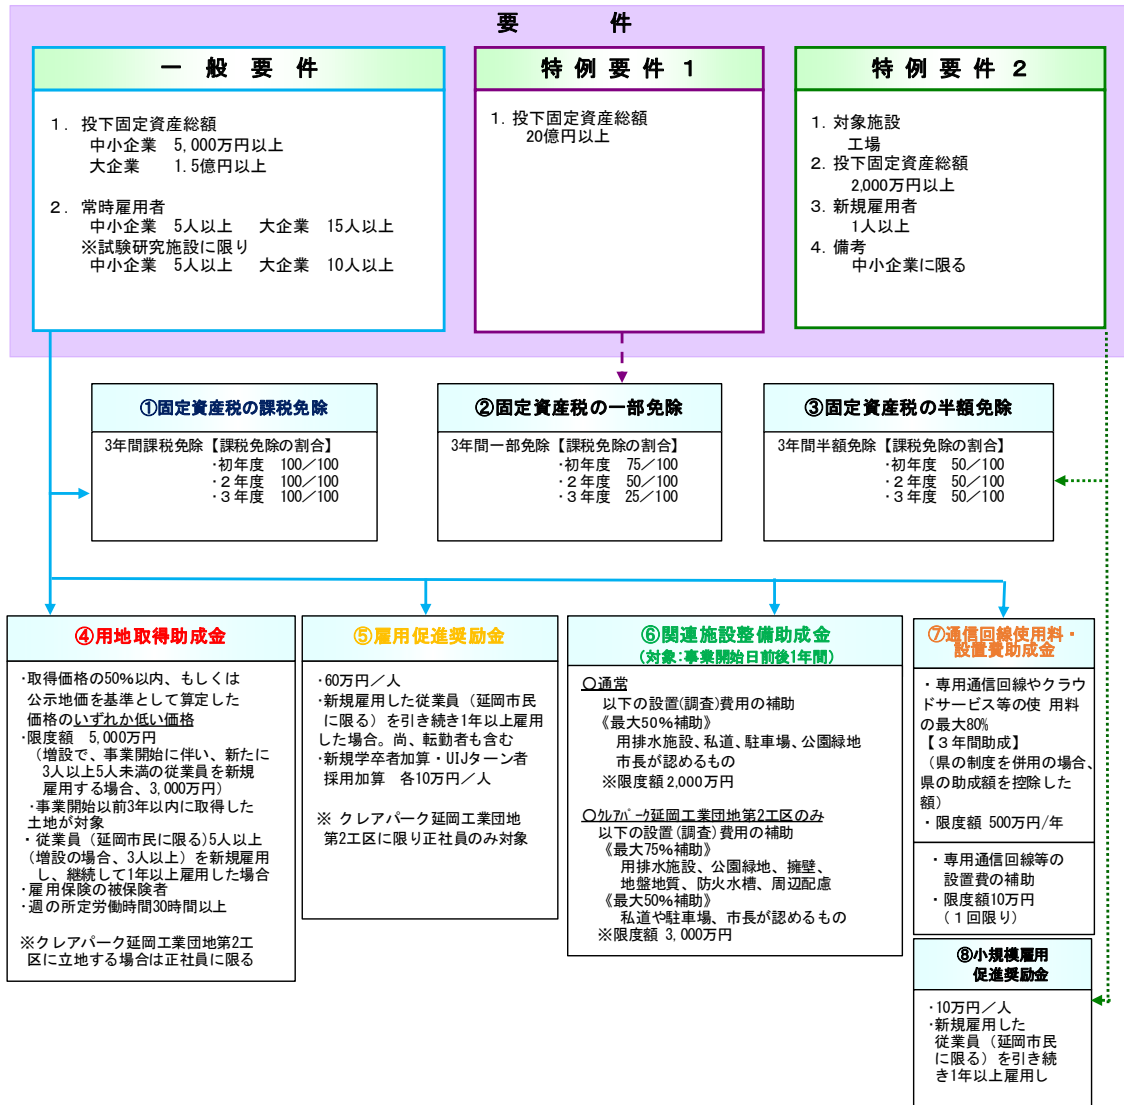 要件
一般要件
1. 投下固定資産総額
中小企業 5,000万円以上
大企業 1.5億円以上
2. 常時雇用者
中小企業 5人以上 大企業 15人以上
※試験研究施設に限り
中小企業 5人以上 大企業 10人以上
特例要件 1
1. 投下固定資産総額
20億円以上
特例要件 2
1. 対象施設
工場
2. 投下固定資産総額
2,000万円以上
3. 新規雇用者
1人以上
4. 備考
中小企業に限る
①固定資産税の課税免除
3年間課税免除【課税免除の割合】
・初年度 100/100
・2年度 100/100
・3年度 100/100
②固定資産税の一部免除
3年間一部免除【課税免除の割合】
・初年度 75/100
・2年度 50/100
・3年度 25/100
③固定資産税の半額免除
3年間半額免除【課税免除の割合】
・初年度 50/100
・2年度 50/100
・3年度 50/100
④用地取得助成金
・取得価格の50%以内、もしくは
公示地価を基準として算定した
価格のいずれか低い価格
・限度額 5,000万円
(増設で、事業開始に伴い、新たに
3人以上5人未満の従業員を新規
雇用する場合、3,000万円)
・事業開始以前3年以内に取得した
土地が対象
・従業員(延岡市民に限る)5人以上
(増設の場合、3人以上)を新規雇用
し、継続して1年以上雇用した場合
・雇用保険の被保険者
・週の所定労働時間30時間以上
※クレアパーク延岡工業団地第2工
区に立地する場合は正社員に限る
⑤雇用促進奨励金
・60万円/人
・新規雇用した従業員(延岡市民
に限る)を引き続き1年以上雇用
した場合。尚、転勤者も含む
・新規学卒者加算・UIJターン者
採用加算 各10万円/人
※ クレアパーク延岡工業団地
第2工区に限り正社員のみ対象
⑥関連施設整備助成金
(対象:事業開始日前後1年間)
〇通常
以下の設置(調査)費用の補助
《最大50%補助》
用排水施設、私道、駐車場、公園緑地
市長が認めるもの
※限度額2,000万円
〇クレアパーク延岡工業団地第2工区のみ
以下の設置(調査)費用の補助
《最大75%補助》
用排水施設、公園緑地、擁壁、
地盤地質、防火水槽、周辺配慮
《最大50%補助》
私道や駐車場、市長が認めるもの
※限度額 3,000万円
⑦通信回線使用料・
設置費助成金
・専用通信回線やクラウ
ドサービス等の使 用料
の最大80%
【3年間助成】
(県の制度を併用の場合、
県の助成額を控除した
額)
・限度額 500万円/年
・専用通信回線等の
設置費の補助
・限度額10万円
(1回限り)
⑧小規模雇用
促進奨励金
・10万円/人
・新規雇用した
従業員(延岡市民
に限る)を引き続
き1年以上雇用し